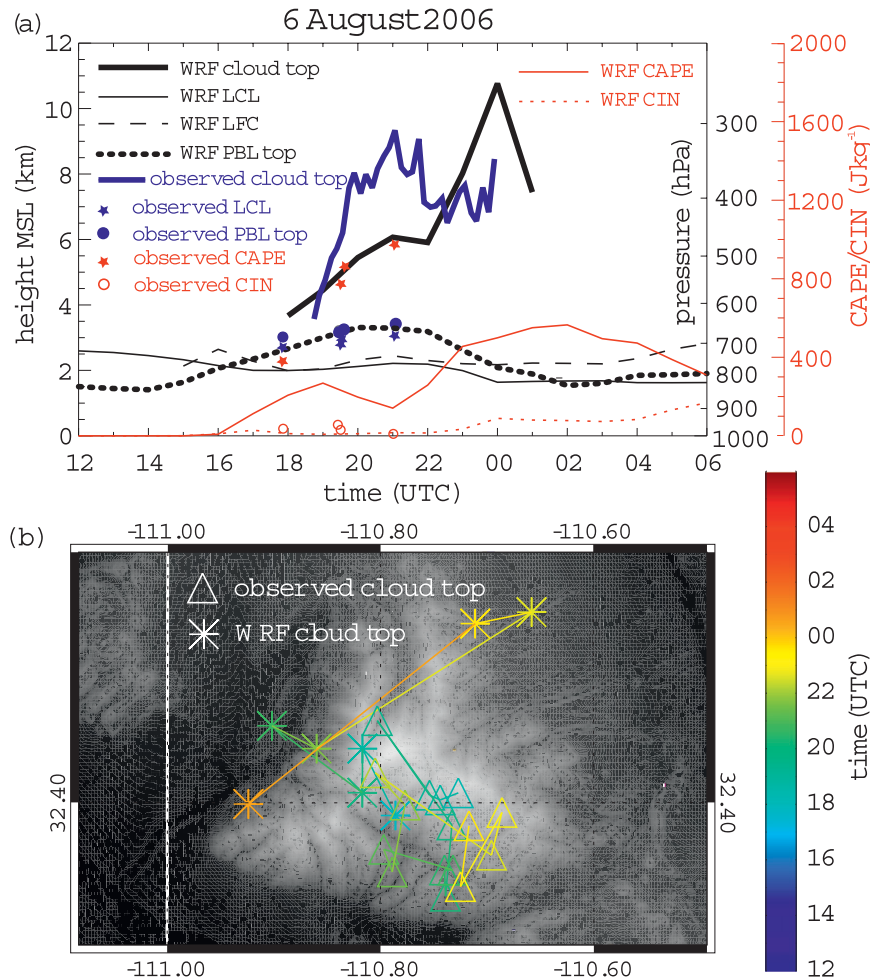 6 August 2006
(a)
12
10
8
6
4
2
0
height MSL (km)
WRF cloud top
WRF LCL
WRF LFC
WRF PBL top
observed cloud top
observed LCL
observed PBL top
observed CAPE
observed CIN
WRF CAPE
WRF CIN
300
400
500
600
700
800
900
1000
pressure (hPa)
2000
1600
1200
800
400
0
CAPE/CIN (Jkg⁻¹)
12 14 16 18 20 22 00 02 04 06
time (UTC)
(b)
-111.00 -110.80 -110.60
observed cloud top
WRF cloud top
32.40 32.40
-111.00 -110.80 -110.60
04
02
00
22
20
18
16
14
12
time (UTC)